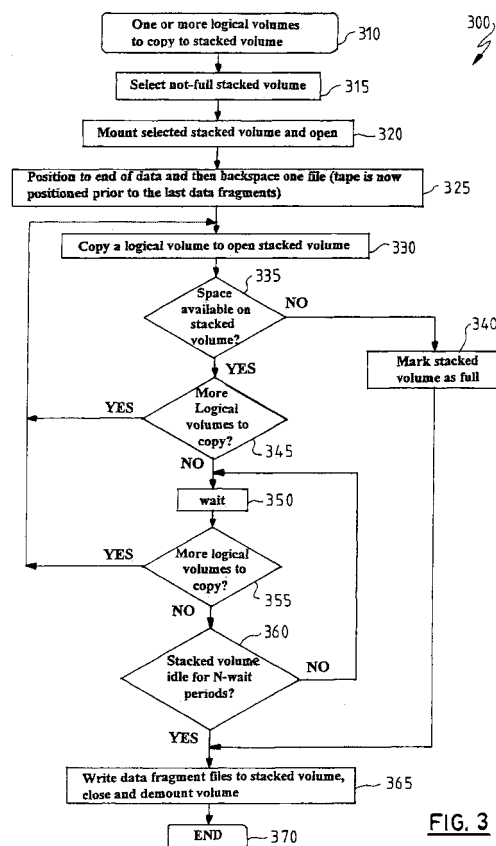 One or more logical volumes
to copy to stacked volume
310
300
Select not-full stacked volume
315
Mount selected stacked volume and open
320
Position to end of data and then backspace one file (tape is now
positioned prior to the last data fragments)
325
Copy a logical volume to open stacked volume
330
335
Space
available on
stacked
volume?
NO
340
Mark stacked
volume as full
YES
More
Logical
volumes to
copy?
YES
345
NO
wait
350
More logical
volumes to
copy?
YES
355
NO
360
Stacked volume
idle for N-wait
periods?
NO
YES
Write data fragment files to stacked volume,
close and demount volume
365
END
370
FIG. 3